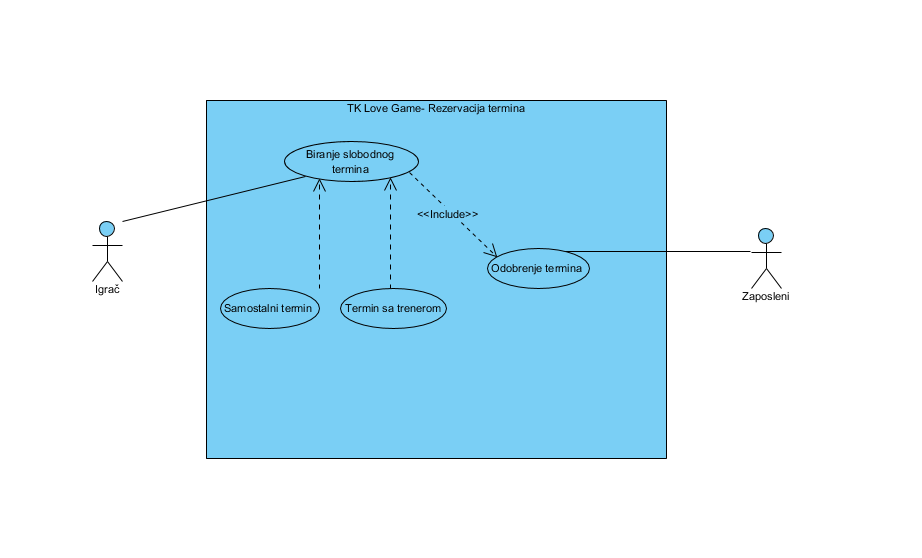 TK Love Game- Rezervacija termina
Biranje slobodnog
termina
<<Include>>
Odobrenje termina
Igrač
Zaposleni
Samostalni termin
Termin sa trenerom